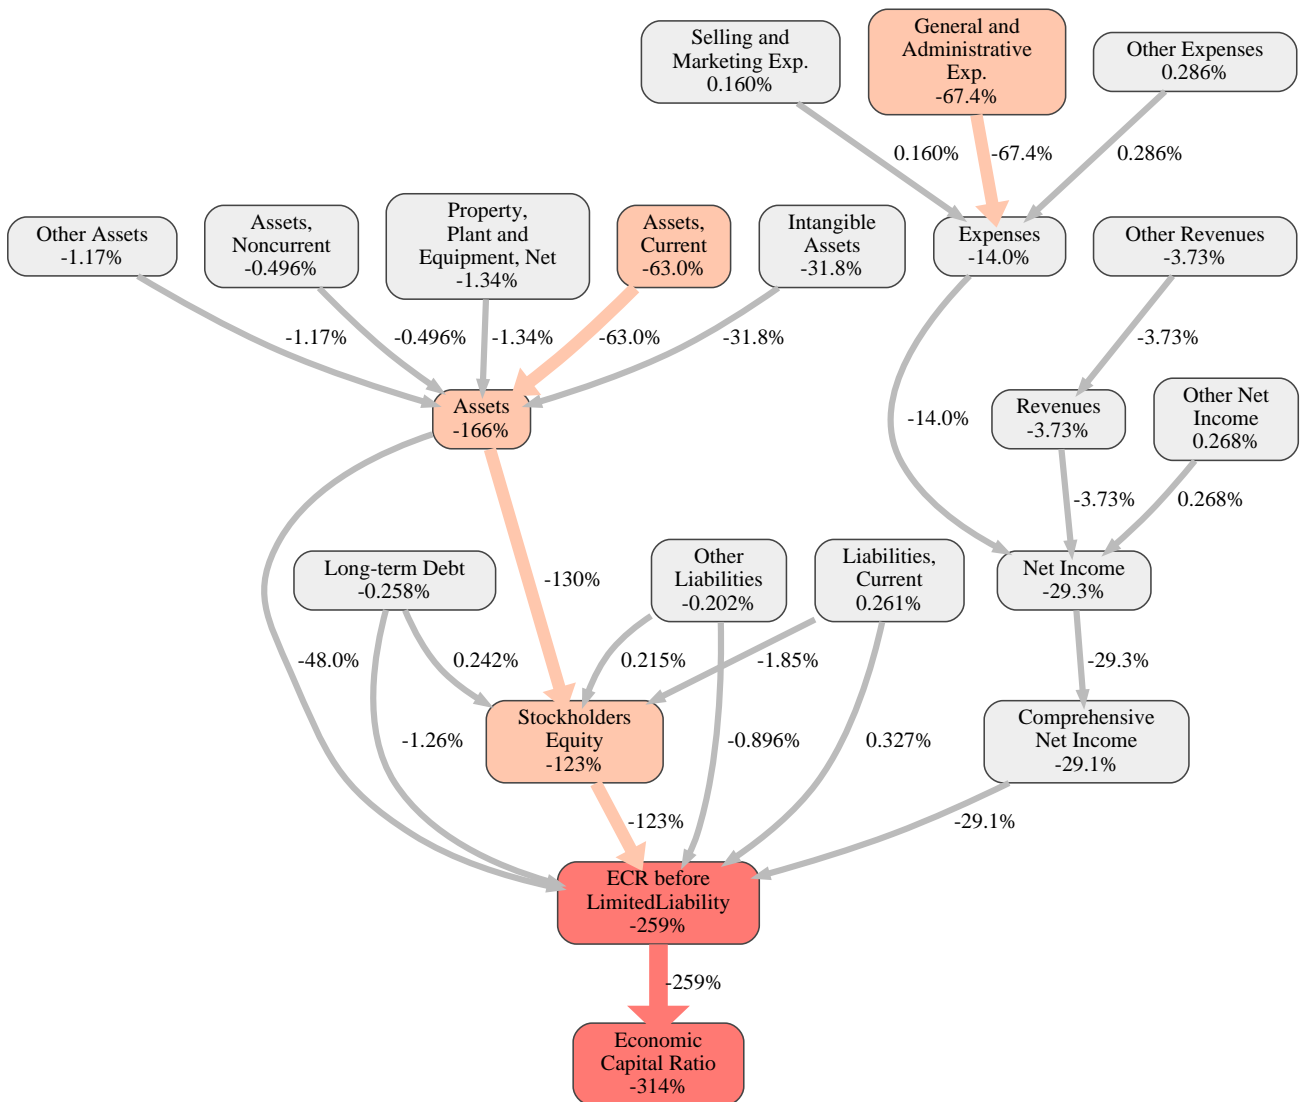 Selling and
Marketing Exp.
0.160%
General and
Administrative
Exp.
-67.4%
Other Expenses
0.286%
0.160%
-67.4%
0.286%
Other Assets
-1.17%
Assets,
Noncurrent
-0.496%
Property,
Plant and
Equipment, Net
-1.34%
Assets,
Current
-63.0%
Intangible
Assets
-31.8%
Expenses
-14.0%
Other Revenues
-3.73%
-1.17%
-0.496%
-1.34%
-63.0%
-31.8%
-3.73%
Assets
-166%
-14.0%
Revenues
-3.73%
Other Net
Income
0.268%
-3.73%
0.268%
Long-term Debt
-0.258%
-130%
Other
Liabilities
-0.202%
Liabilities,
Current
0.261%
Net Income
-29.3%
-48.0%
0.242%
0.215%
-1.85%
-29.3%
-1.26%
Stockholders
Equity
-123%
-0.896%
0.327%
Comprehensive
Net Income
-29.1%
-123%
-29.1%
ECR before
LimitedLiability
-259%
-259%
Economic
Capital Ratio
-314%